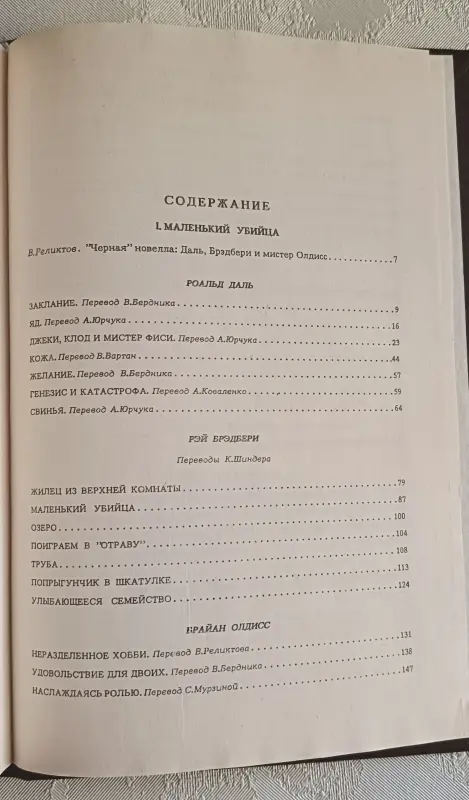 СОДЕРЖАНИЕ
I. МАЛЕНЬКИЙ УБИЙЦА
В.Реликтов. "Черная" новелла: Даль, Брэдбери и мистер Олдисс.............7
РОАЛЬД ДАЛЬ
ЗАКЛАНИЕ. Перевод В.Бердника.............9
ЯД. Перевод А.Юрчука.............16
ДЖЕКИ, КЛОД И МИСТЕР ФИСИ. Перевод А.Юрчука.............23
КОЖА. Перевод В.Вартан.............44
ЖЕЛАНИЕ. Перевод В.Бердника.............57
ГЕНЕЗИС И КАТАСТРОФА. Перевод А.Коваленко.............59
СВИНЬЯ. Перевод А.Юрчука.............64
РЭЙ БРЭДБЕРИ
Переводы К.Шиндера
ЖИЛЕЦ ИЗ ВЕРХНЕЙ КОМНАТЫ.............79
МАЛЕНЬКИЙ УБИЙЦА.............87
ОЗЕРО.............100
ПОИГРАЕМ В "ОТРАВУ".............104
ТРУБА.............108
ПОПРЫГУНЧИК В ШКАТУЛКЕ.............113
УЛЫБАЮЩЕЕСЯ СЕМЕЙСТВО.............124
БРАЙАН ОЛДИСС
НЕРАЗДЕЛЕННОЕ ХОББИ. Перевод В.Реликтова.............131
УДОВОЛЬСТВИЕ ДЛЯ ДВОИХ. Перевод В.Бердника.............138
НАСЛАЖДАЯСЬ РОЛЬЮ. Перевод С.Мурзиной.............147